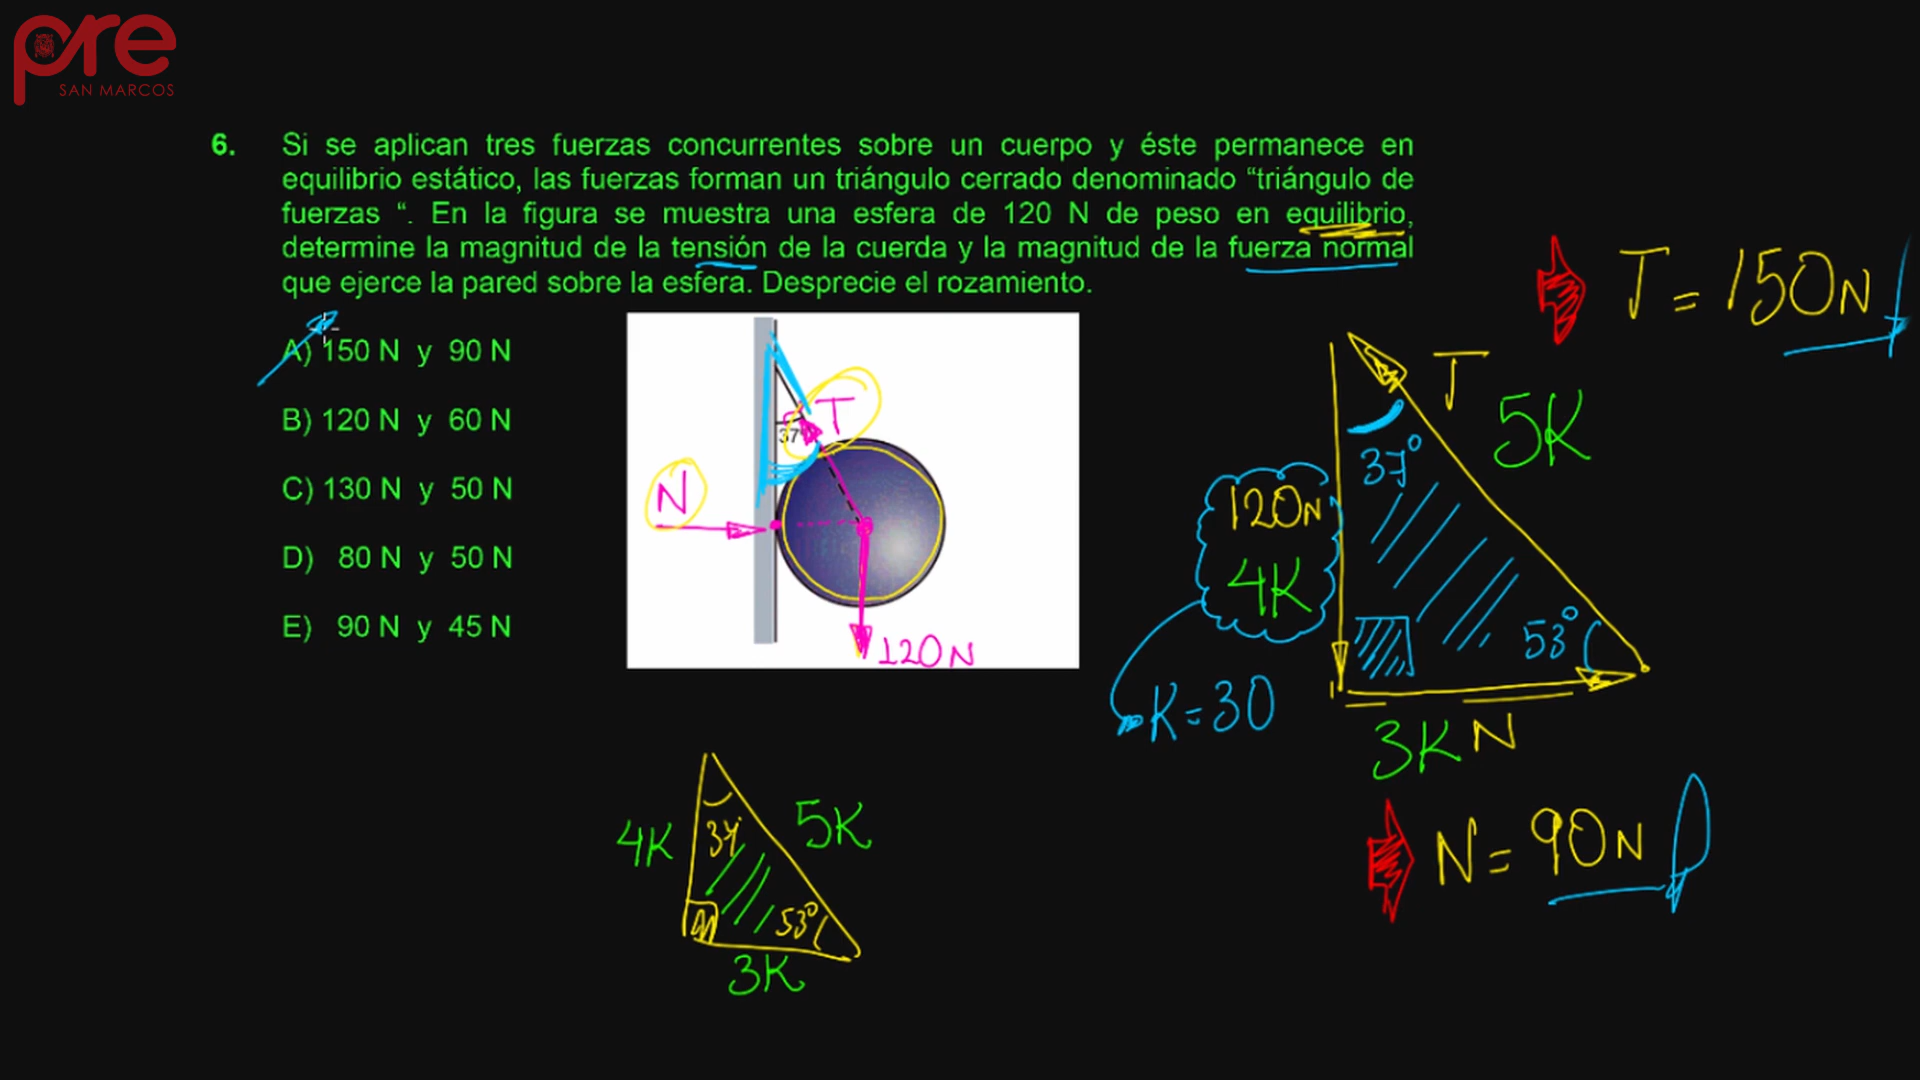 pre
SAN MARCOS
6. Si se aplican tres fuerzas concurrentes sobre un cuerpo y éste permanece en
equilibrio estático, las fuerzas forman un triángulo cerrado denominado “triángulo de
fuerzas “. En la figura se muestra una esfera de 120 N de peso en equilibrio,
determine la magnitud de la tensión de la cuerda y la magnitud de la fuerza normal
que ejerce la pared sobre la esfera. Desprecie el rozamiento.
A) 150 N y 90 N
B) 120 N y 60 N
C) 130 N y 50 N
D) 80 N y 50 N
E) 90 N y 45 N
T
37°
N
120N
T = 150N
T
5K
37°
120N
4K
53°
K=30
3K N
N = 90N
4K
37°
5K
53°
3K